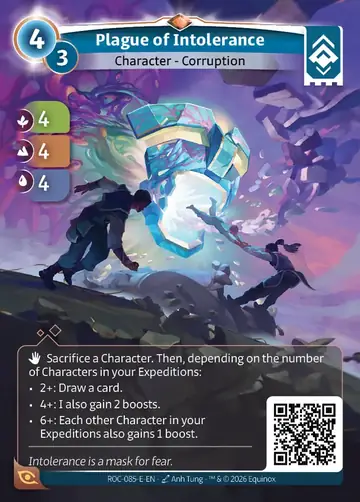 4
Plague of Intolerance
3
Character - Corruption
4
4
4
Sacrifice a Character. Then, depending on the number
of Characters in your Expeditions:
• 2+: Draw a card.
• 4+: I also gain 2 boosts.
• 6+: Each other Character in your
Expeditions also gains 1 boost.
Intolerance is a mask for fear.
ROC-085-E-EN - Anh Tung - ™ & © 2026 Equinox